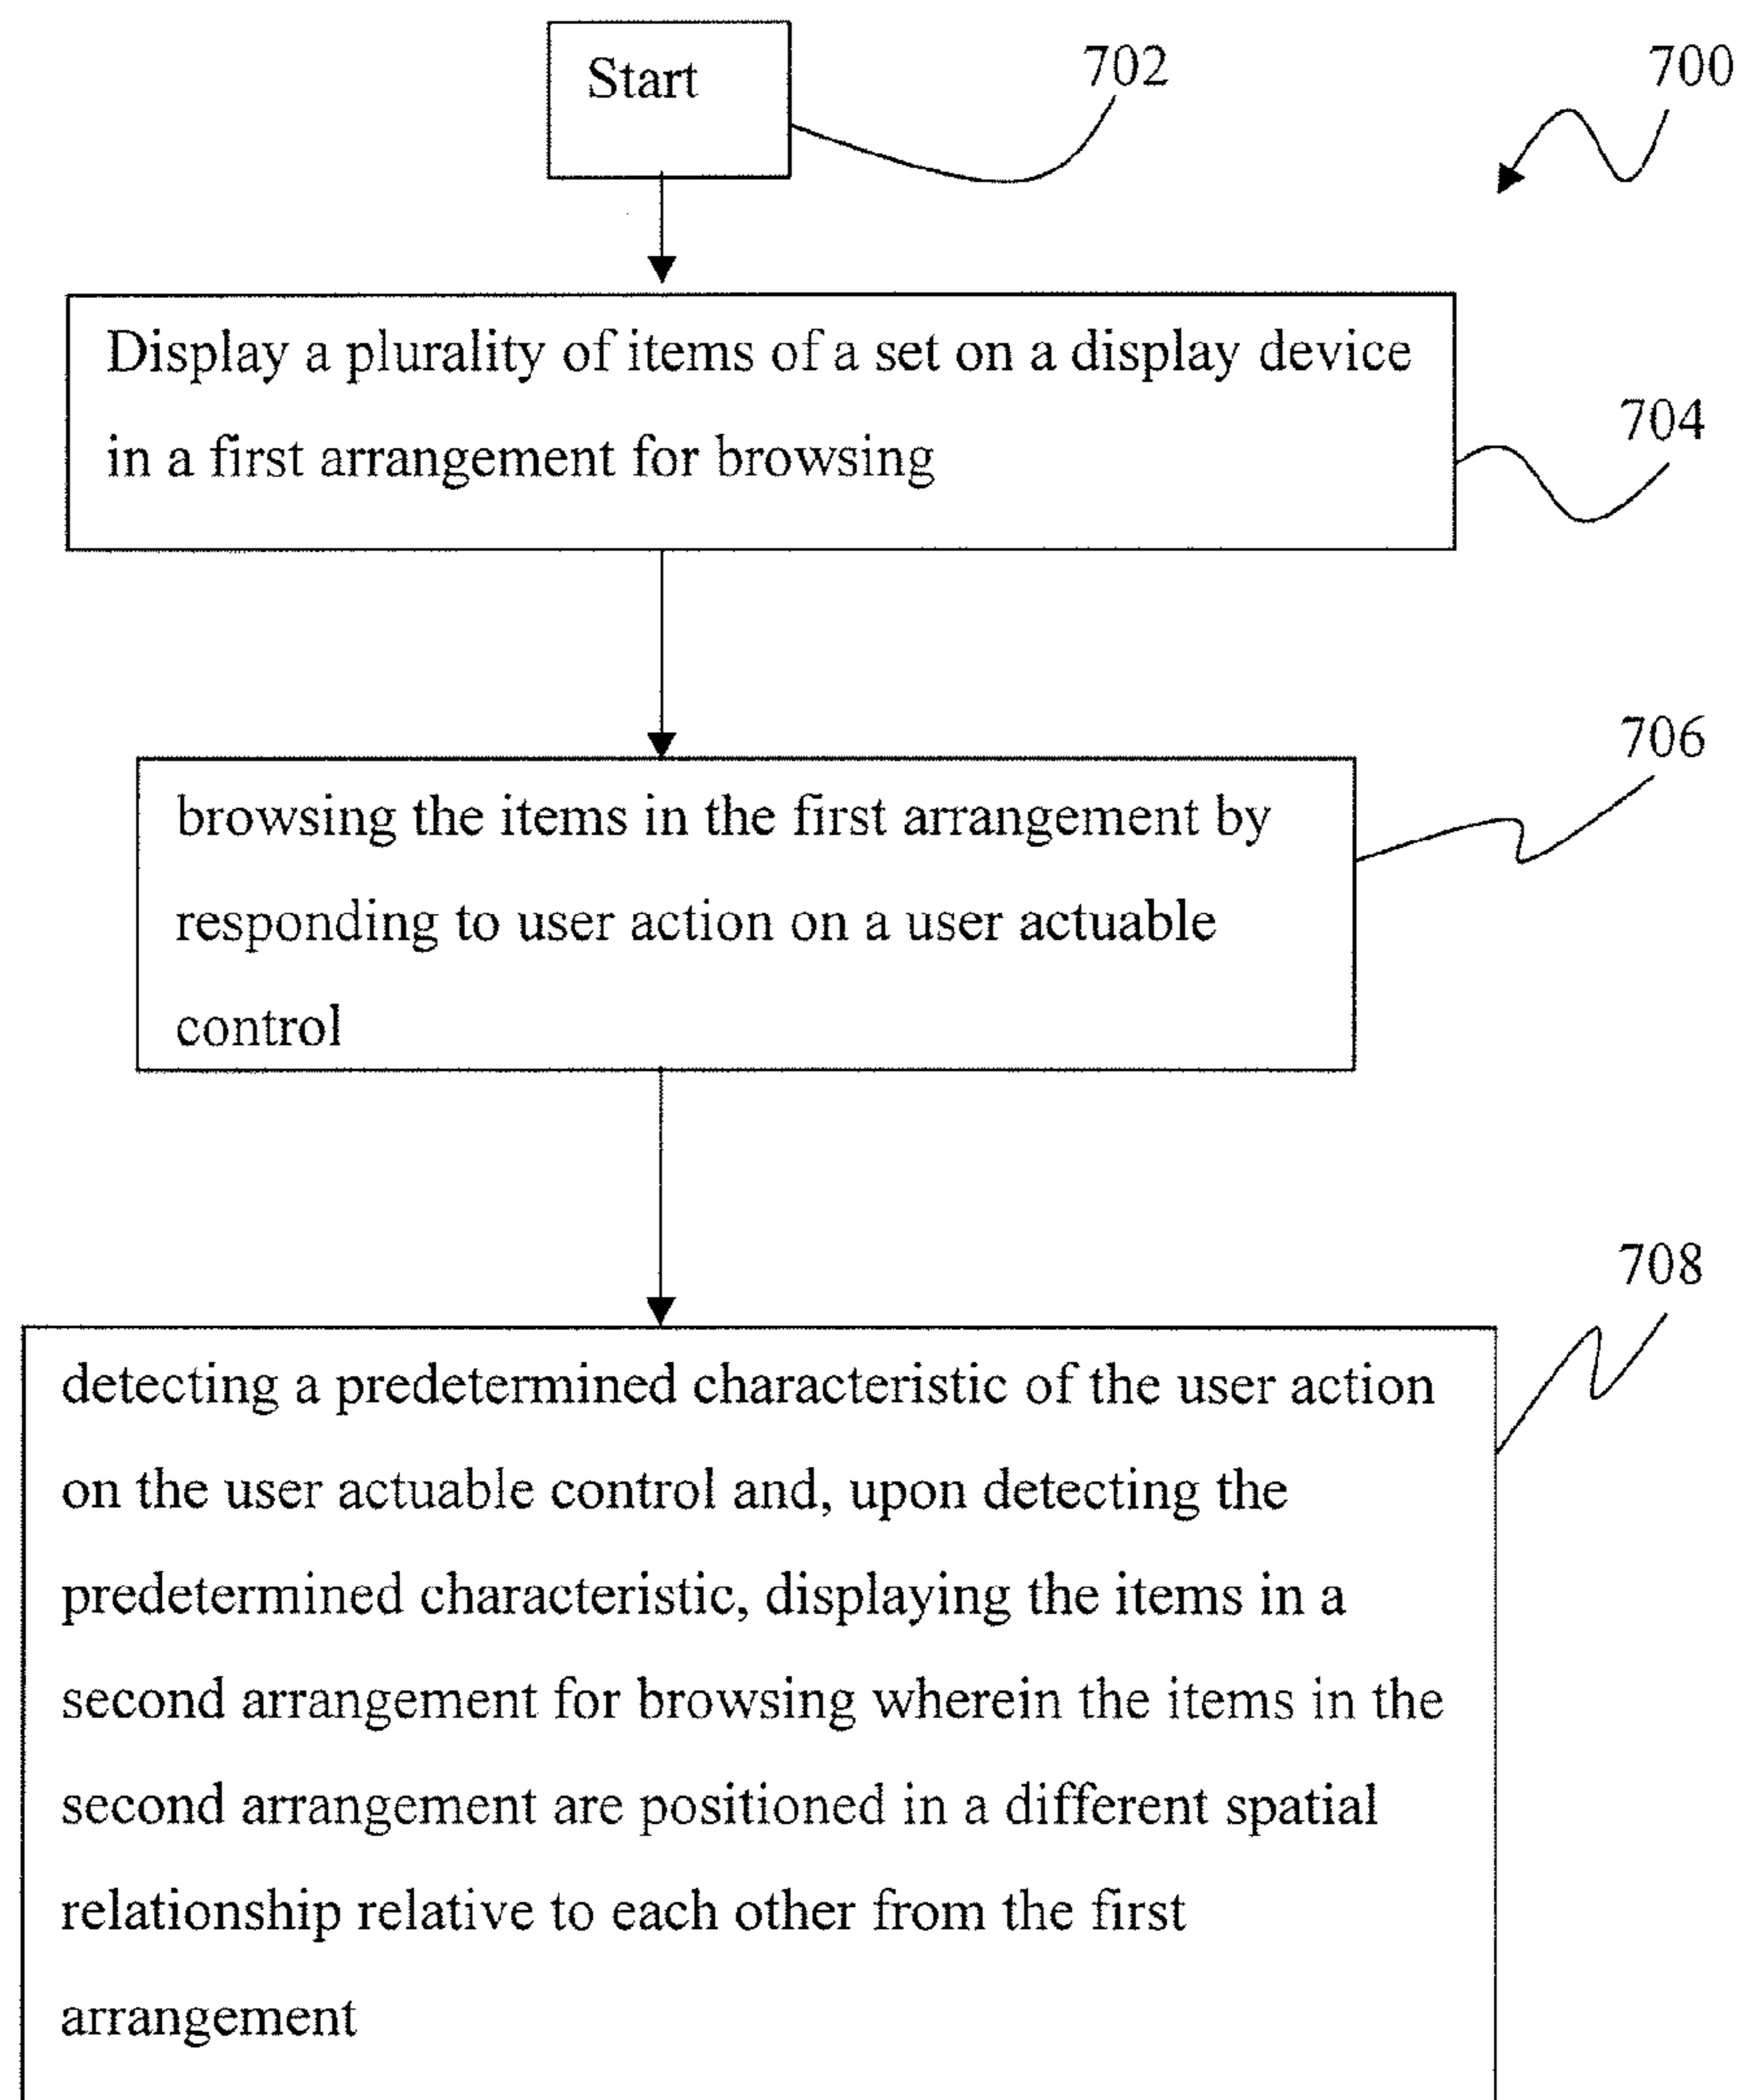 Start
702
700
Display a plurality of items of a set on a display device
in a first arrangement for browsing
704
706
browsing the items in the first arrangement by
responding to user action on a user actuable
control
708
detecting a predetermined characteristic of the user action
on the user actuable control and, upon detecting the
predetermined characteristic, displaying the items in a
second arrangement for browsing wherein the items in the
second arrangement are positioned in a different spatial
relationship relative to each other from the first
arrangement